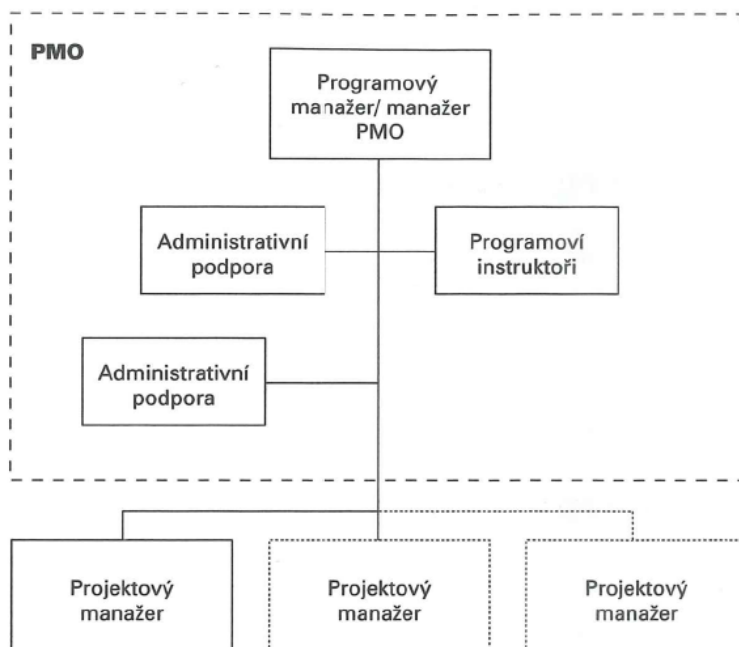 PMO
Programový
manažer/ manažer
PMO
Administrativní
podpora
Programoví
instruktoři
Administrativní
podpora
Projektový
manažer
Projektový
manažer
Projektový
manažer